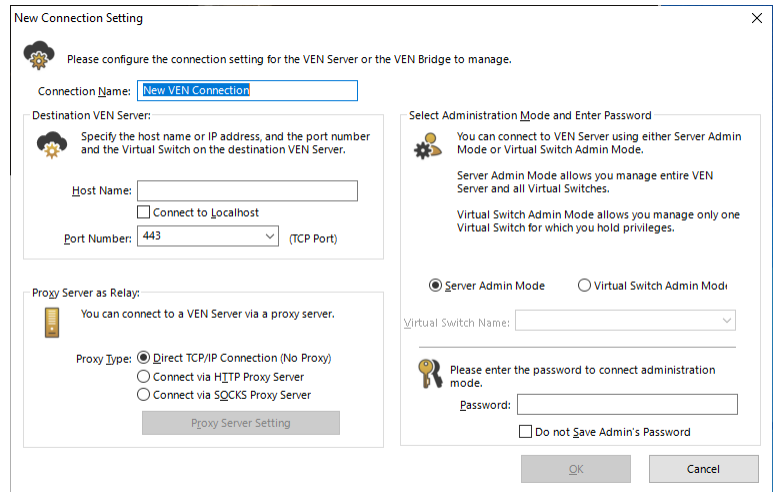 New Connection Setting
Please configure the connection setting for the VEN Server or the VEN Bridge to manage.
Connection Name: New VEN Connection
Destination VEN Server:
Specify the host name or IP address, and the port number
and the Virtual Switch on the destination VEN Server.
Host Name:
Connect to Localhost
Port Number: 443 (TCP Port)
Proxy Server as Relay:
You can connect to a VEN Server via a proxy server.
Proxy Type: Direct TCP/IP Connection (No Proxy)
Connect via HTTP Proxy Server
Connect via SOCKS Proxy Server
Proxy Server Setting
Select Administration Mode and Enter Password
You can connect to VEN Server using either Server Admin
Mode or Virtual Switch Admin Mode.
Server Admin Mode allows you manage entire VEN
Server and all Virtual Switches.
Virtual Switch Admin Mode allows you manage only one
Virtual Switch for which you hold privileges.
Server Admin Mode Virtual Switch Admin Mod
Virtual Switch Name:
Please enter the password to connect administration
mode.
Password:
Do not Save Admin's Password
OK Cancel